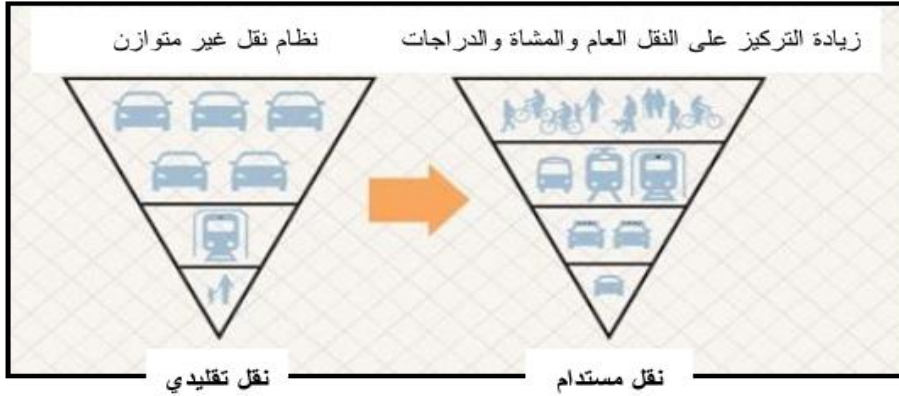 زيادة التركيز على النقل العام والمشاة والدراجات
نظام نقل غير متوازن
نقل مستدام
نقل تقليدي